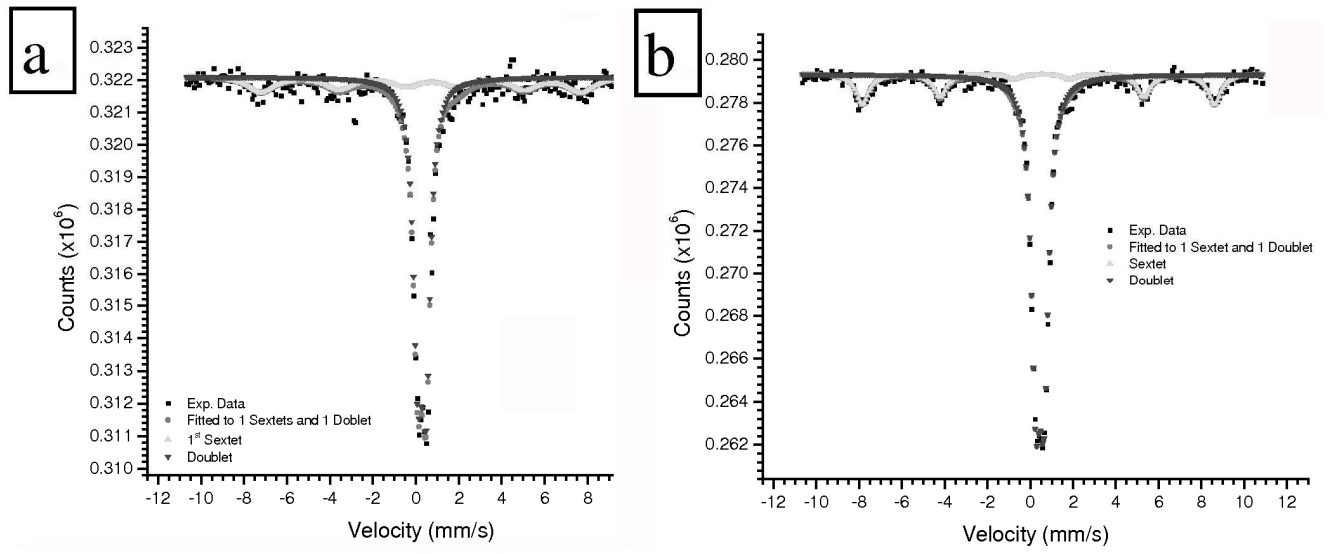 a
0.323
0.322
0.321
0.320
0.319
0.318
0.317
0.316
0.315
0.314
0.313
0.312
0.311
0.310
Counts (x10⁶)
Exp. Data
Fitted to 1 Sextets and 1 Doblet
1st Sextet
Doublet
-12 -10 -8 -6 -4 -2 0 2 4 6 8
Velocity (mm/s)
b
0.280
0.278
0.276
0.274
0.272
0.270
0.268
0.266
0.264
0.262
Counts (x10⁶)
Exp. Data
Fitted to 1 Sextet and 1 Doublet
Sextet
Doublet
-12 -10 -8 -6 -4 -2 0 2 4 6 8 10 12
Velocity (mm/s)